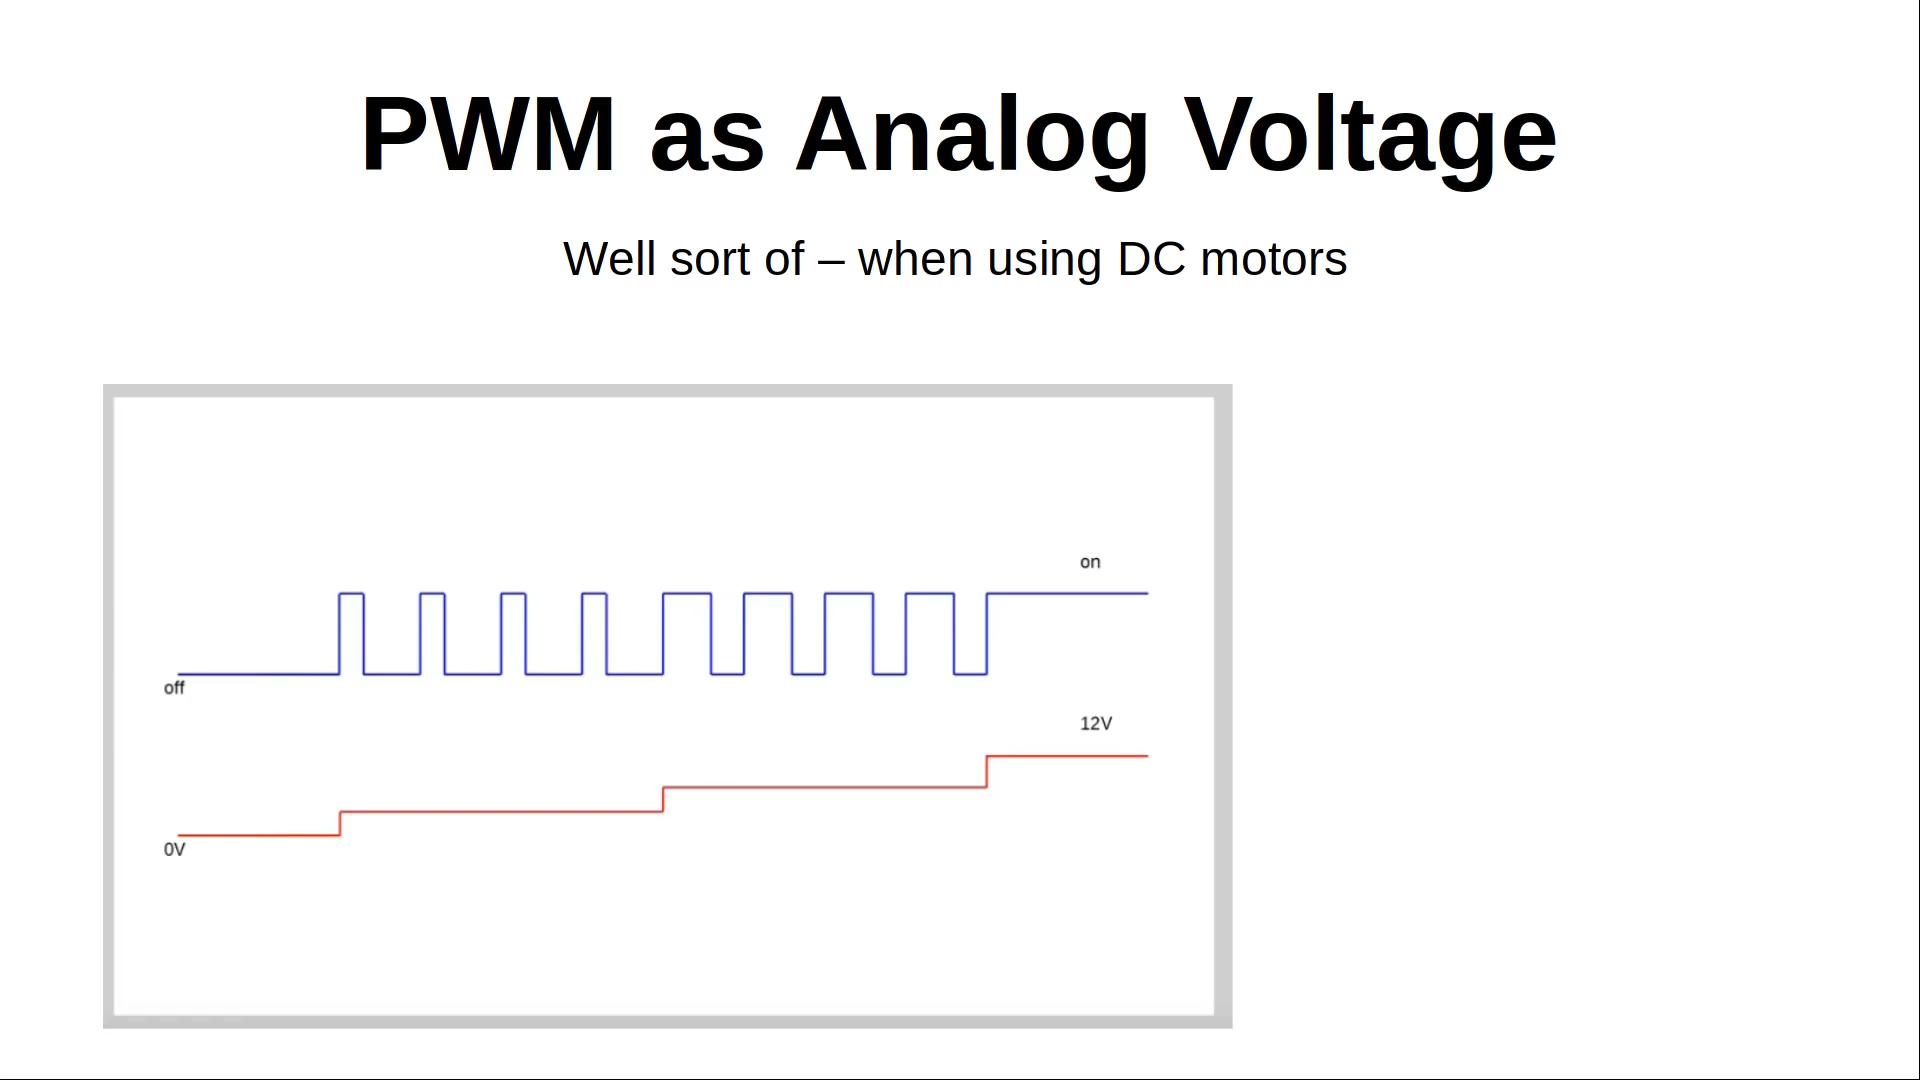 PWM as Analog Voltage
Well sort of – when using DC motors
on
off
12V
0V